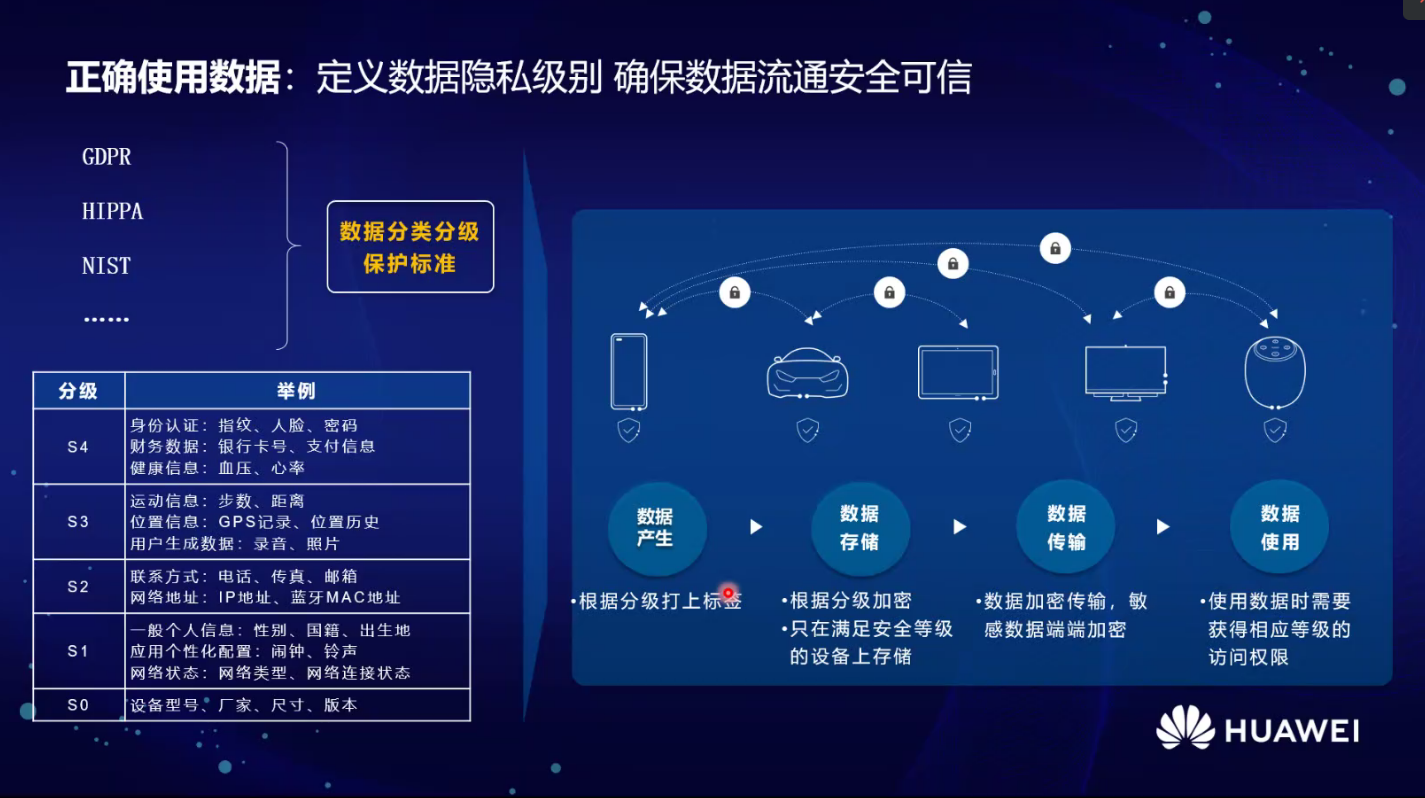 正确使用数据：定义数据隐私级别 确保数据流通安全可信
GDPR
HIPPA
NIST
……
数据分类分级
保护标准
分级 举例
S4
身份认证：指纹、人脸、密码
财务数据：银行卡号、支付信息
健康信息：血压、心率
S3
运动信息：步数、距离
位置信息：GPS记录、位置历史
用户生成数据：录音、照片
S2
联系方式：电话、传真、邮箱
网络地址：IP地址、蓝牙MAC地址
S1
一般个人信息：性别、国籍、出生地
应用个性化配置：闹钟、铃声
网络状态：网络类型、网络连接状态
S0
设备型号、厂家、尺寸、版本
数据
产生
•根据分级打上标签
数据
存储
•根据分级加密
•只在满足安全等级
的设备上存储
数据
传输
•数据加密传输，敏
感数据端端加密
数据
使用
•使用数据时需要
获得相应等级的
访问权限
HUAWEI